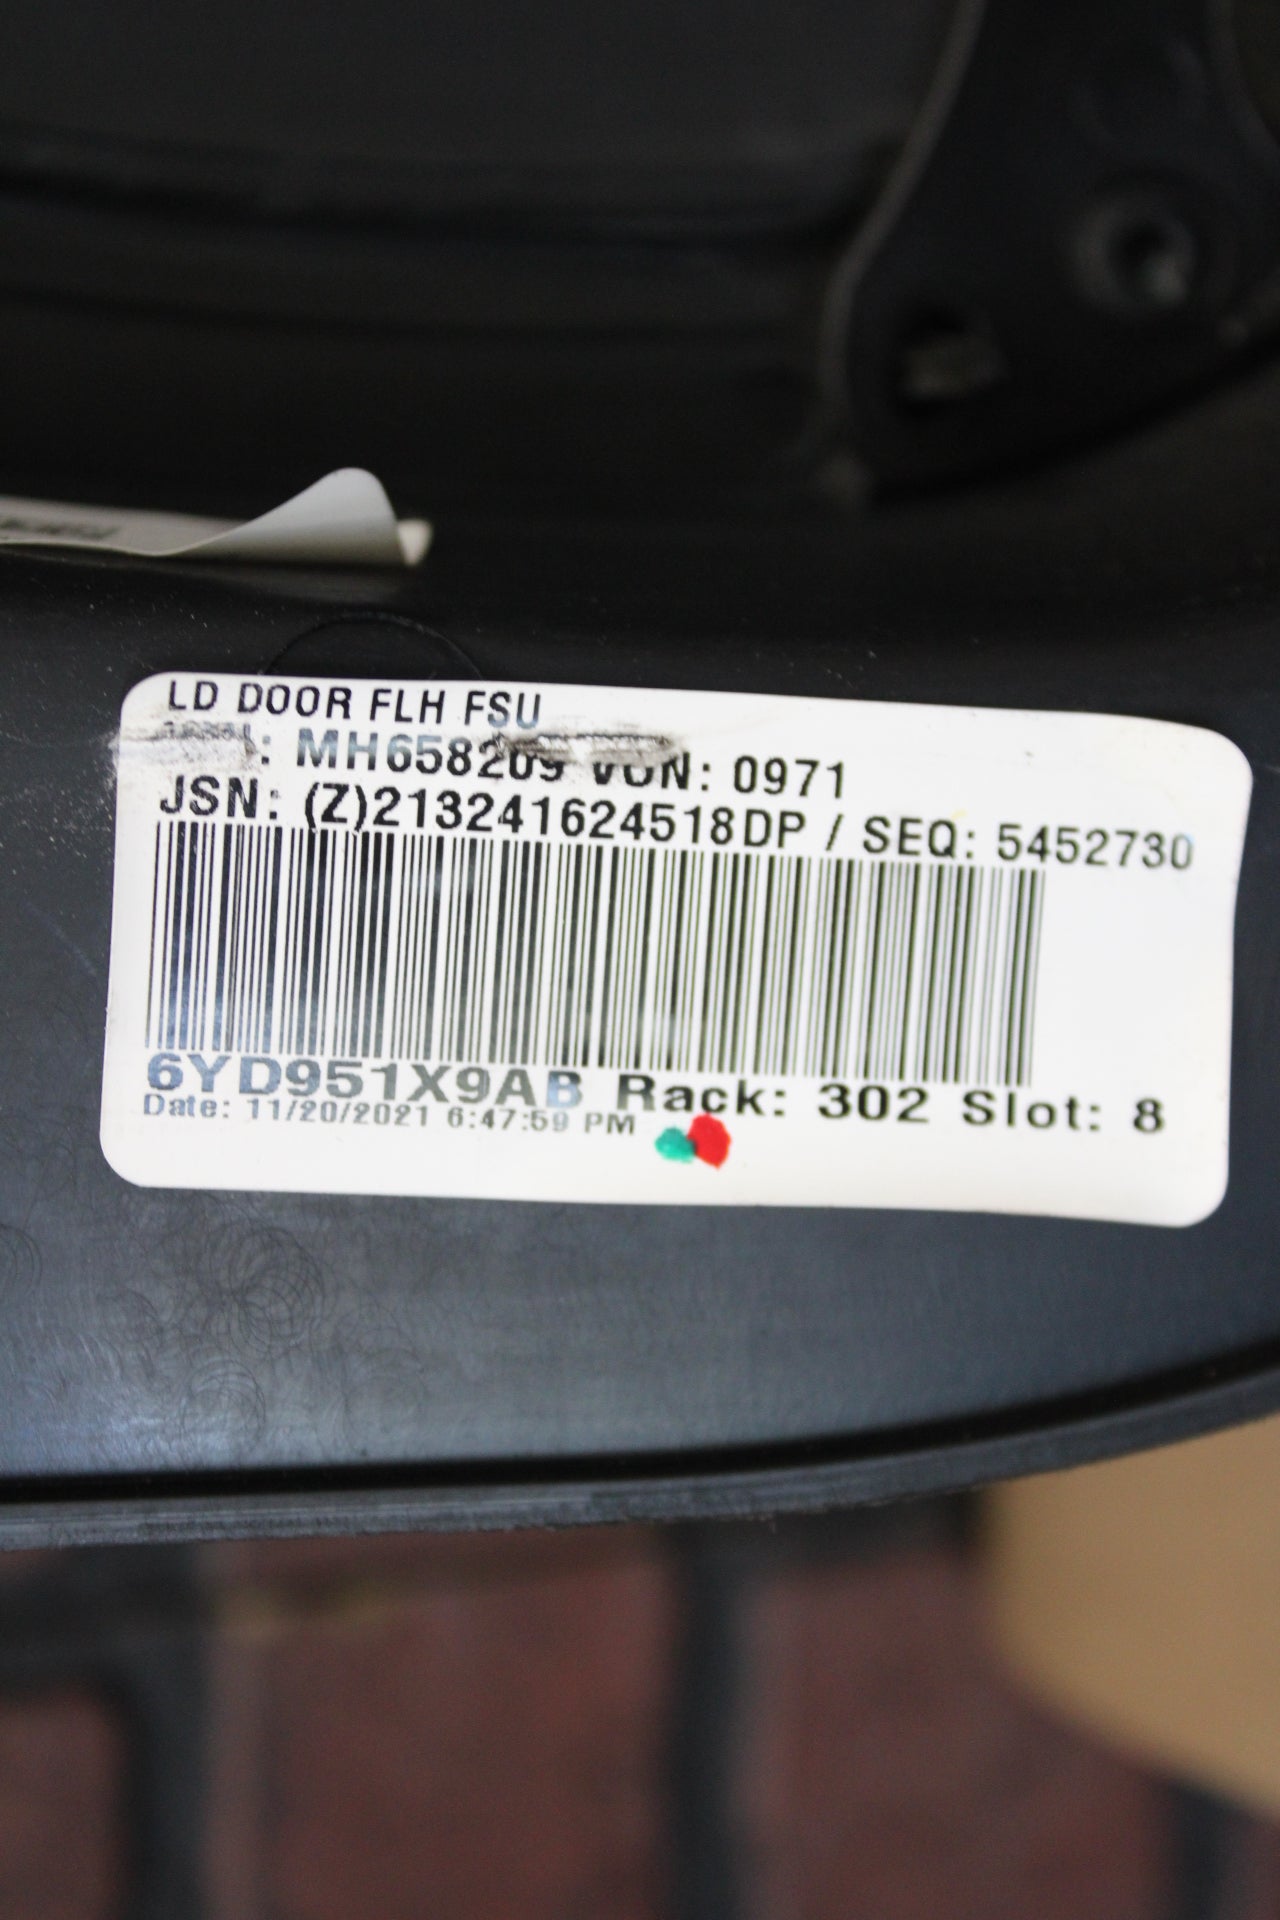 LD DOOR FLH FSU
: MH658209 VON: 0971
JSN: (Z)213241624518DP / SEQ: 5452730
6YD951X9AB Rack: 302 Slot: 8
Date: 11/20/2021 6:47:59 PM